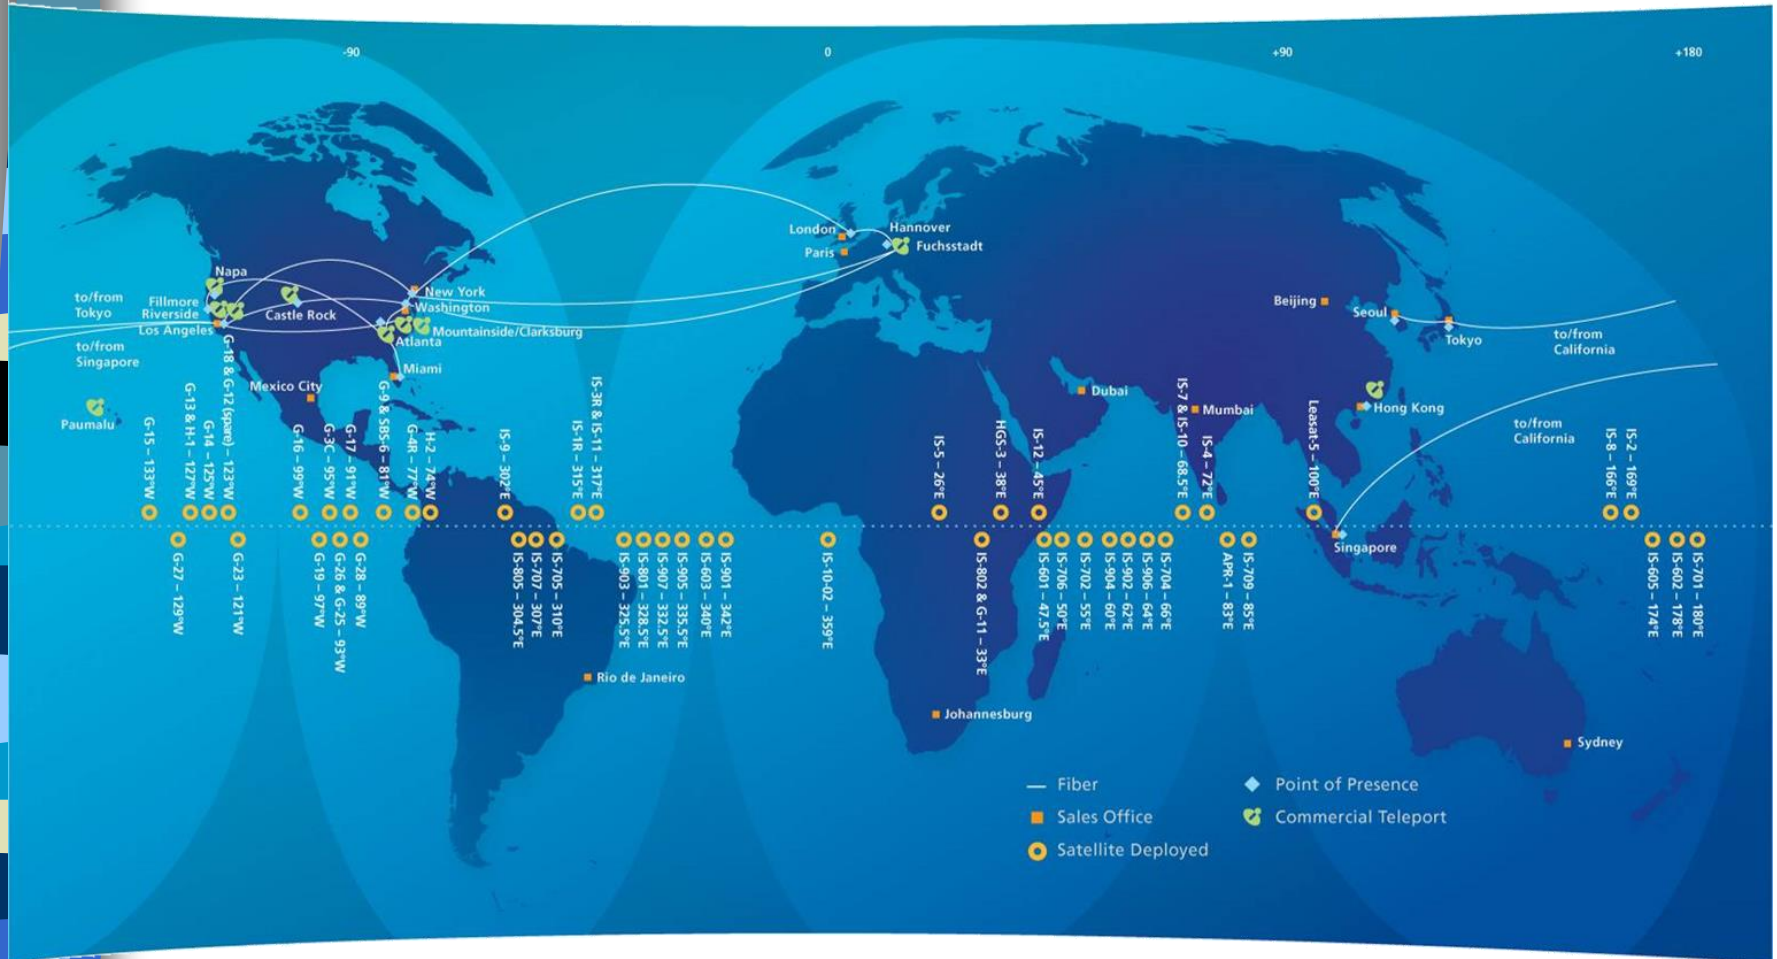 -90
0
+90
+180
London
Hannover
Paris
Fuchsstadt
Napa
to/from
Tokyo
Fillmore
Riverside
Los Angeles
Castle Rock
New York
Washington
Mountainside/Clarksburg
Atlanta
to/from
Singapore
Miami
Mexico City
Paumalu
Beijing
Seoul
Tokyo
to/from
California
Dubai
Mumbai
Hong Kong
to/from
California
G-15 – 133°W
G-13 & H-1 – 127°W
G-14 – 125°W
G-18 & G-12 (spare) – 123°W
G-16 – 99°W
G-3C – 95°W
G-17 – 91°W
G-9 & SBS-6 – 81°W
G-4R – 77°W
H-2 – 74°W
IS-9 – 302°E
IS-1R – 315°E
IS-3R & IS-11 – 317°E
IS-5 – 26°E
HGS-3 – 38°E
IS-12 – 45°E
IS-7 & IS-10 – 68.5°E
IS-4 – 72°E
Leasat-5 – 100°E
IS-8 – 166°E
IS-2 – 169°E
Singapore
G-27 – 129°W
G-23 – 121°W
G-19 – 97°W
G-26 & G-25 – 93°W
G-28 – 89°W
IS-805 – 304.5°E
IS-707 – 307°E
IS-705 – 310°E
IS-903 – 325.5°E
IS-801 – 328.5°E
IS-907 – 332.5°E
IS-905 – 335.5°E
IS-603 – 340°E
IS-901 – 342°E
IS-10-02 – 359°E
IS-802 & G-11 – 33°E
IS-601 – 47.5°E
IS-706 – 50°E
IS-702 – 55°E
IS-904 – 60°E
IS-902 – 62°E
IS-906 – 64°E
IS-704 – 66°E
APR-1 – 83°E
IS-709 – 85°E
IS-605 – 174°E
IS-602 – 178°E
IS-701 – 180°E
Rio de Janeiro
Johannesburg
Sydney
Fiber
Point of Presence
Sales Office
Commercial Teleport
Satellite Deployed